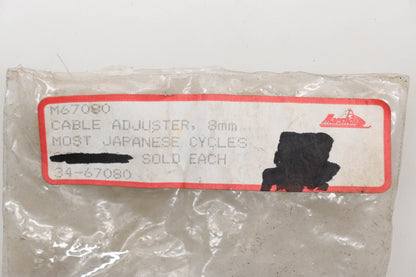 M67080
CABLE ADJUSTER, 8mm
MOST JAPANESE CYCLES
SOLD EACH
34-67080